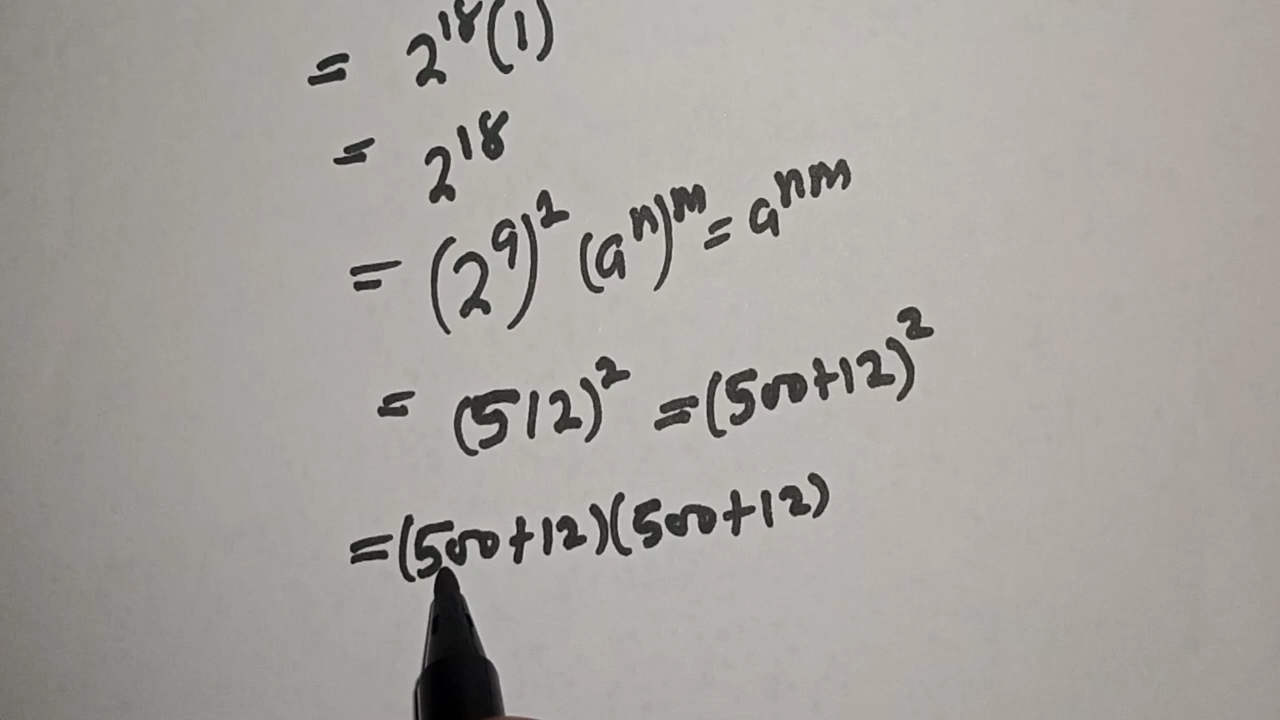 = 2^18(1)
= 2^18
= (2^9)^2 (a^n)^m = a^nm
= (512)^2 = (500+12)^2
= (500+12)(500+12)